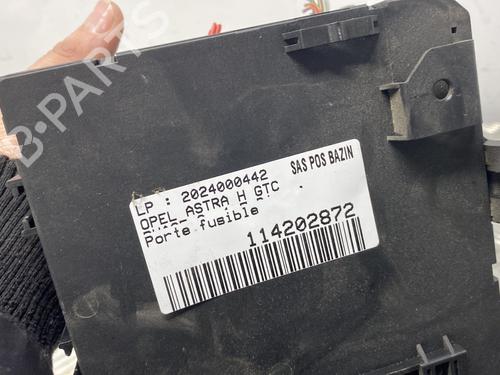 B-PARTS
LP : 2024000442
SAS POS BAZIN
OPEL ASTRA H GTC
Porte fusible
114202872